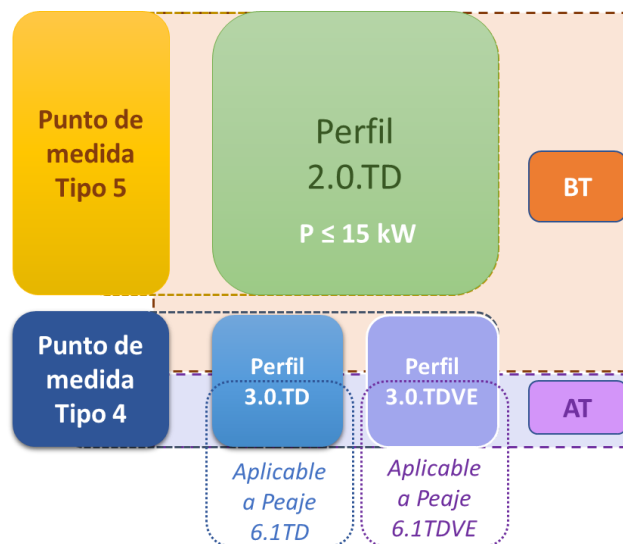 Punto de
medida
Tipo 5
Perfil
2.0.TD
P ≤ 15 kW
BT
Punto de
medida
Tipo 4
Perfil
3.0.TD
Perfil
3.0.TDVE
AT
Aplicable
a Peaje
6.1TD
Aplicable
a Peaje
6.1TDVE